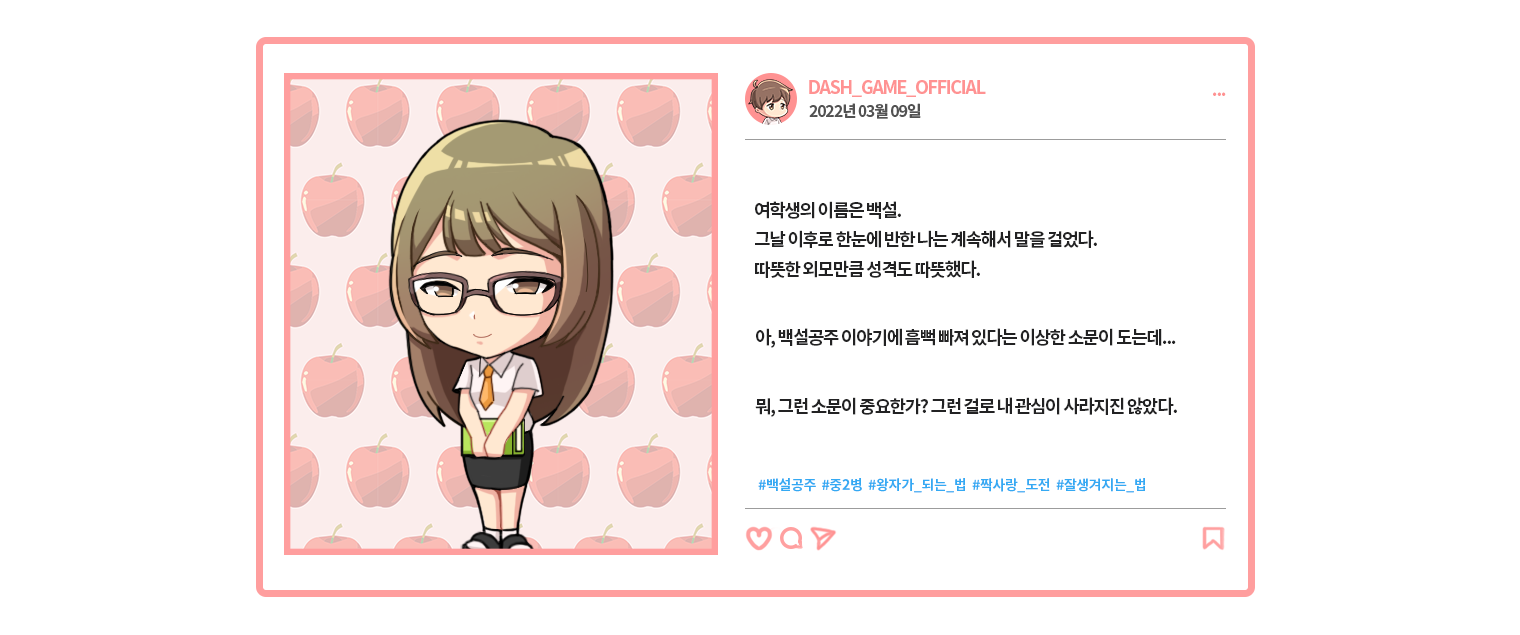 DASH_GAME_OFFICIAL
2022년 03월 09일
여학생의 이름은 백설.
그날 이후로 한눈에 반한 나는 계속해서 말을 걸었다.
따뜻한 외모만큼 성격도 따뜻했다.
아, 백설공주 이야기에 흠뻑 빠져 있다는 이상한 소문이 도는데...
뭐, 그런 소문이 중요한가? 그런 걸로 내 관심이 사라지진 않았다.
#백설공주 #중2병 #왕자가_되는_법 #짝사랑_도전 #잘생겨지는_법